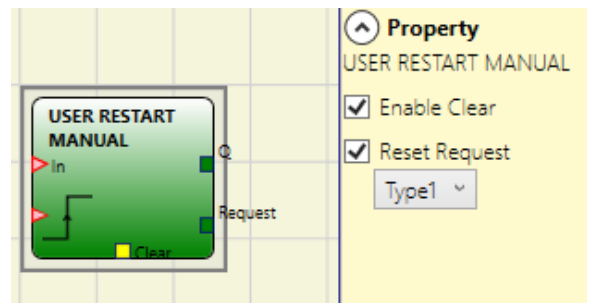 USER RESTART
MANUAL
In
Q
Request
Clear
Property
USER RESTART MANUAL
Enable Clear
Reset Request
Type1